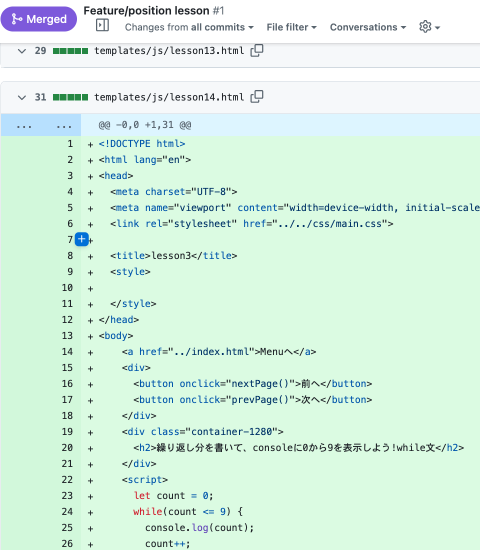 Merged
Feature/position lesson #1
Changes from all commits
File filter
Conversations
29 templates/js/lesson13.html
31 templates/js/lesson14.html
... ... @@ -0,0 +1,31 @@
1 + <!DOCTYPE html>
2 + <html lang="en">
3 + <head>
4 + <meta charset="UTF-8">
5 + <meta name="viewport" content="width=device-width, initial-scale
6 + <link rel="stylesheet" href="../../css/main.css">
7 +
8 + <title>lesson3</title>
9 + <style>
10 +
11 + </style>
12 + </head>
13 + <body>
14 + <a href="../index.html">Menuへ</a>
15 + <div>
16 + <button onclick="nextPage()">前へ</button>
17 + <button onclick="prevPage()">次へ</button>
18 + </div>
19 + <div class="container-1280">
20 + <h2>繰り返し分を書いて、consoleに0から9を表示しよう!while文</h2>
21 + </div>
22 + <script>
23 + let count = 0;
24 + while(count <= 9) {
25 + console.log(count);
26 + count++;